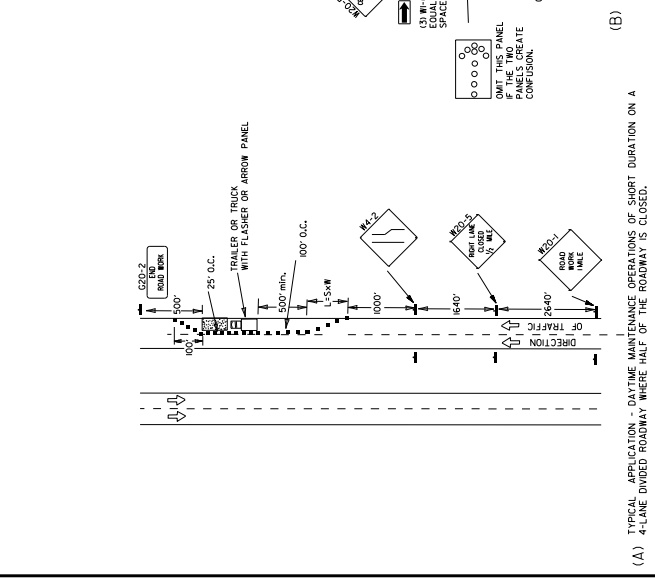 G20-2
END
ROAD WORK
500'
25' O.C.
TRAILER OR TRUCK
WITH FLASHER OR ARROW PANEL
100'
500' min.
100' O.C.
L=SxW
1000'
W4-2
1640'
W20-5
RIGHT LANE
CLOSED
1/2 MILE
2640'
W20-1
ROAD
WORK
1 MILE
DIRECTION
OF TRAFFIC
(3) W1-
EQUAL
SPACE
OMIT THIS PANEL
IF THE TWO
PANELS CREATE
CONFUSION.
(A) TYPICAL APPLICATION - DAYTIME MAINTENANCE OPERATIONS OF SHORT DURATION ON A
4-LANE DIVIDED ROADWAY WHERE HALF OF THE ROADWAY IS CLOSED.
(B)